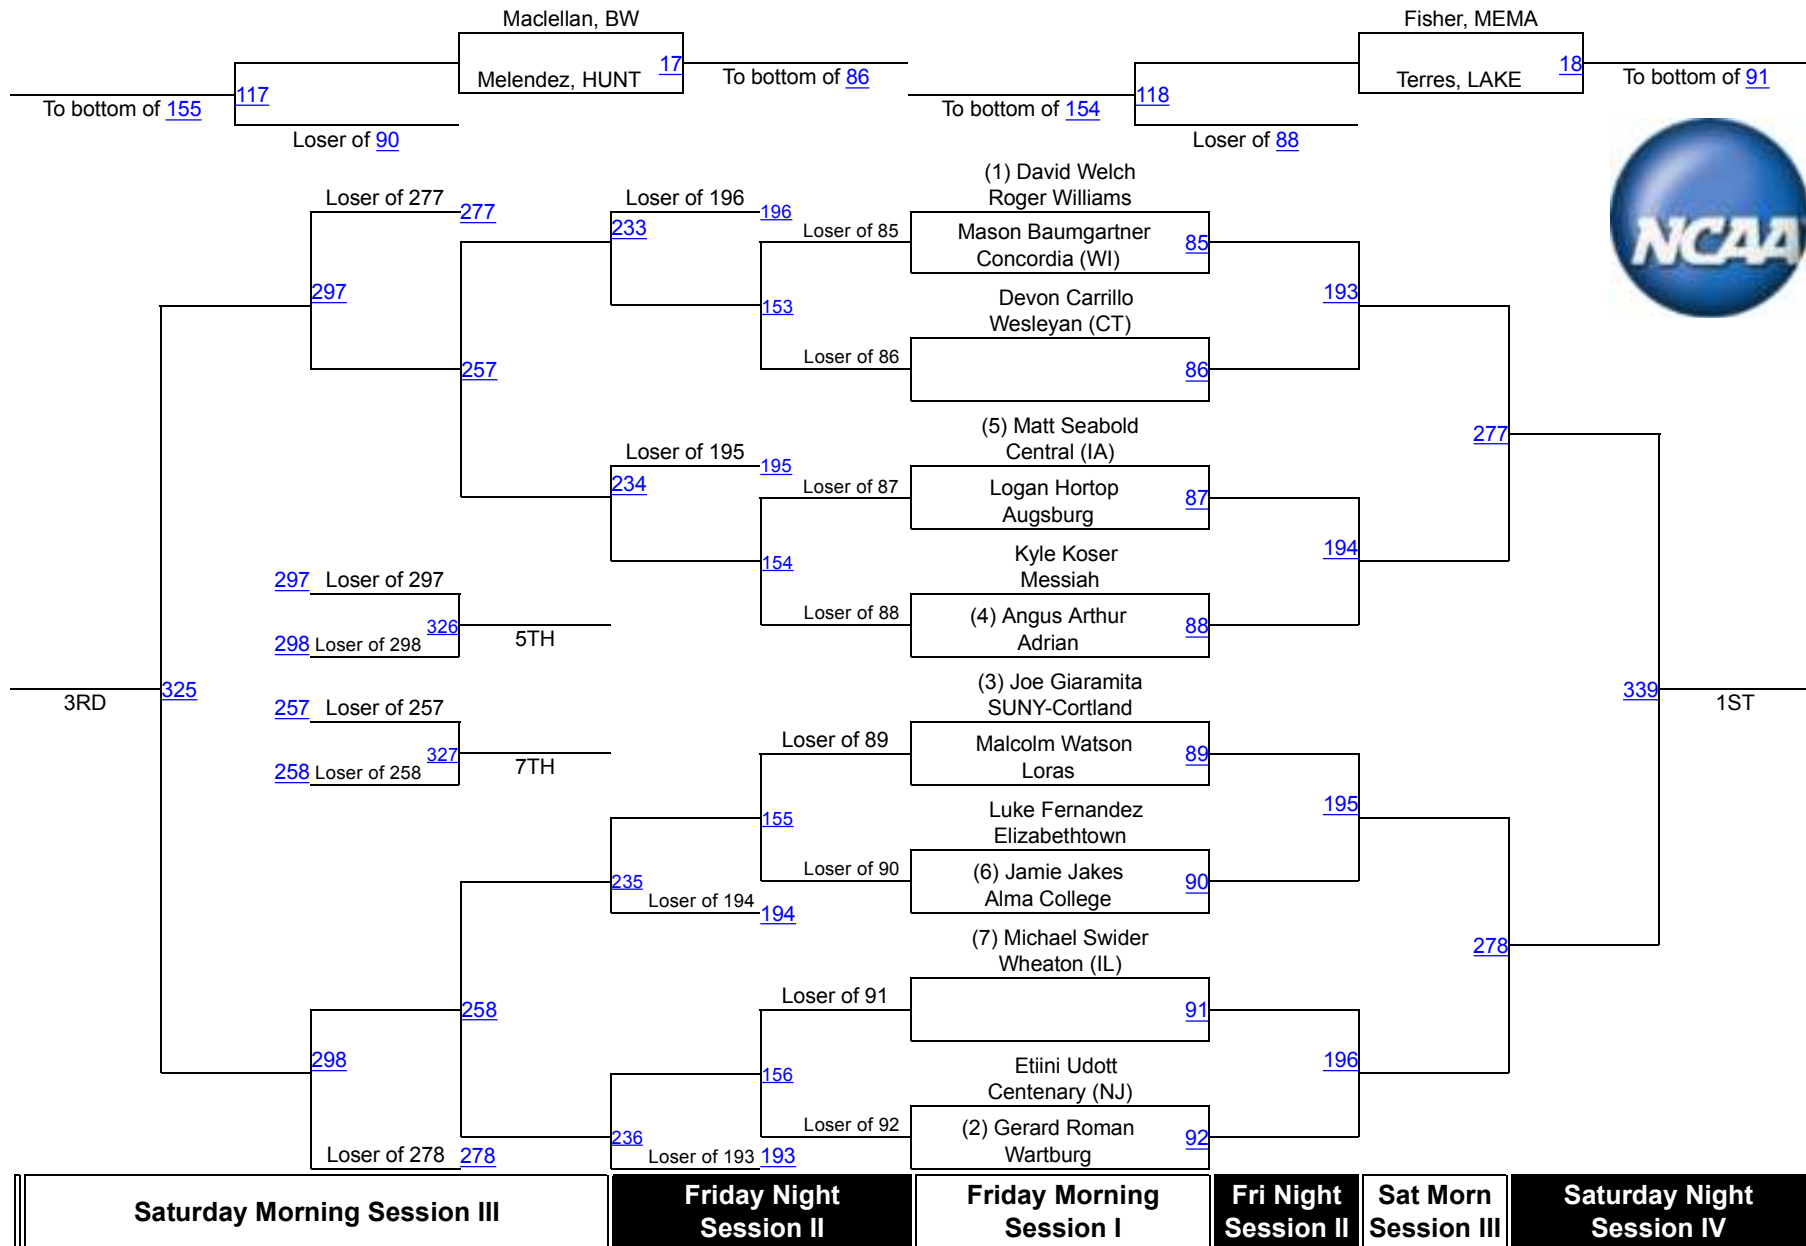 Maclellan, BW
Melendez, HUNT
17
To bottom of 86
117
To bottom of 155
Loser of 90
Fisher, MEMA
Terres, LAKE
18
To bottom of 91
118
To bottom of 154
Loser of 88
NCAA
(1) David Welch
Roger Williams
Mason Baumgartner
Concordia (WI)
85
Devon Carrillo
Wesleyan (CT)
86
(5) Matt Seabold
Central (IA)
Logan Hortop
Augsburg
87
Kyle Koser
Messiah
(4) Angus Arthur
Adrian
88
(3) Joe Giaramita
SUNY-Cortland
Malcolm Watson
Loras
89
Luke Fernandez
Elizabethtown
(6) Jamie Jakes
Alma College
90
(7) Michael Swider
Wheaton (IL)
91
Etiini Udott
Centenary (NJ)
(2) Gerard Roman
Wartburg
92
193
194
195
196
277
278
339
1ST
Loser of 85
153
Loser of 86
Loser of 87
154
Loser of 88
Loser of 89
155
Loser of 90
Loser of 91
156
Loser of 92
Loser of 196
196
233
Loser of 195
195
234
235
Loser of 194
194
236
Loser of 193
193
Loser of 277
277
257
297
258
298
Loser of 278
278
297
Loser of 297
326
5TH
298
Loser of 298
257
Loser of 257
327
7TH
258
Loser of 258
325
3RD
Saturday Morning Session III
Friday Night
Session II
Friday Morning
Session I
Fri Night
Session II
Sat Morn
Session III
Saturday Night
Session IV